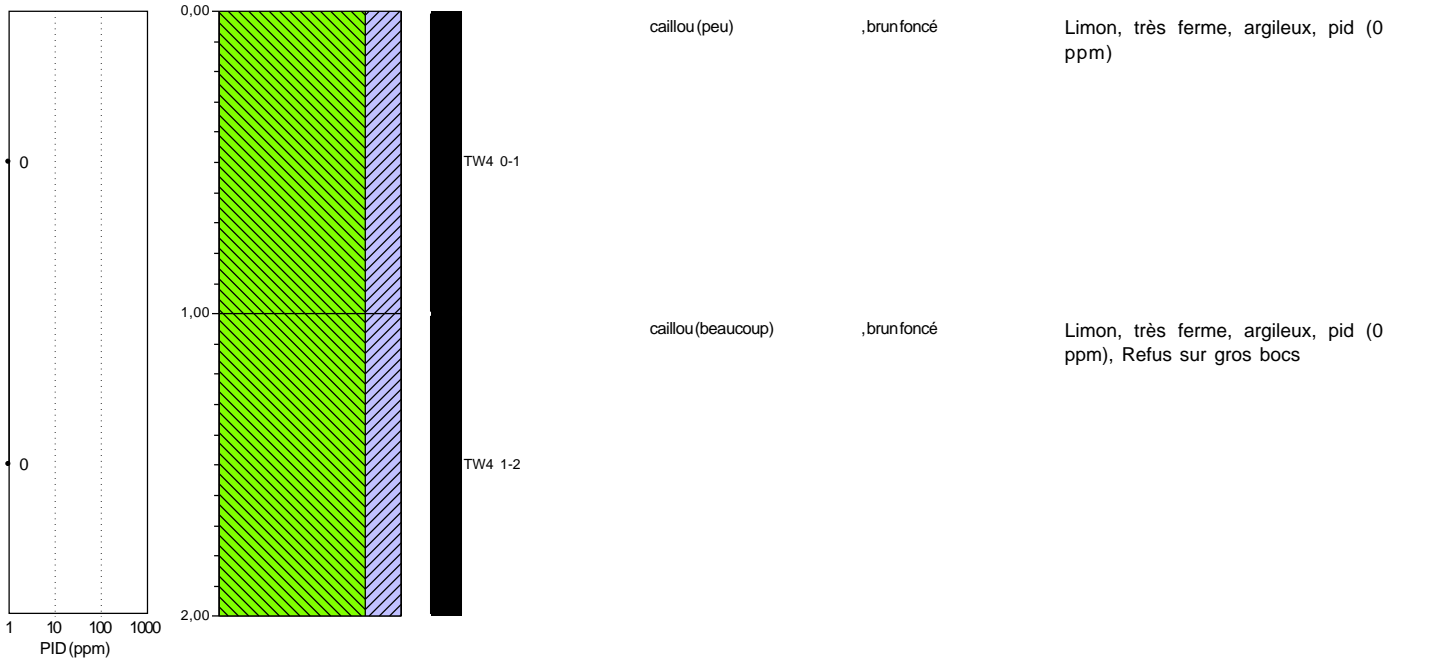 0,00
caillou (peu)
, brun foncé
Limon, très ferme, argileux, pid (0
ppm)
0
TW4 0-1
1,00
caillou (beaucoup)
, brun foncé
Limon, très ferme, argileux, pid (0
ppm), Refus sur gros bocs
0
TW4 1-2
2,00
1 10 100 1000
PID (ppm)